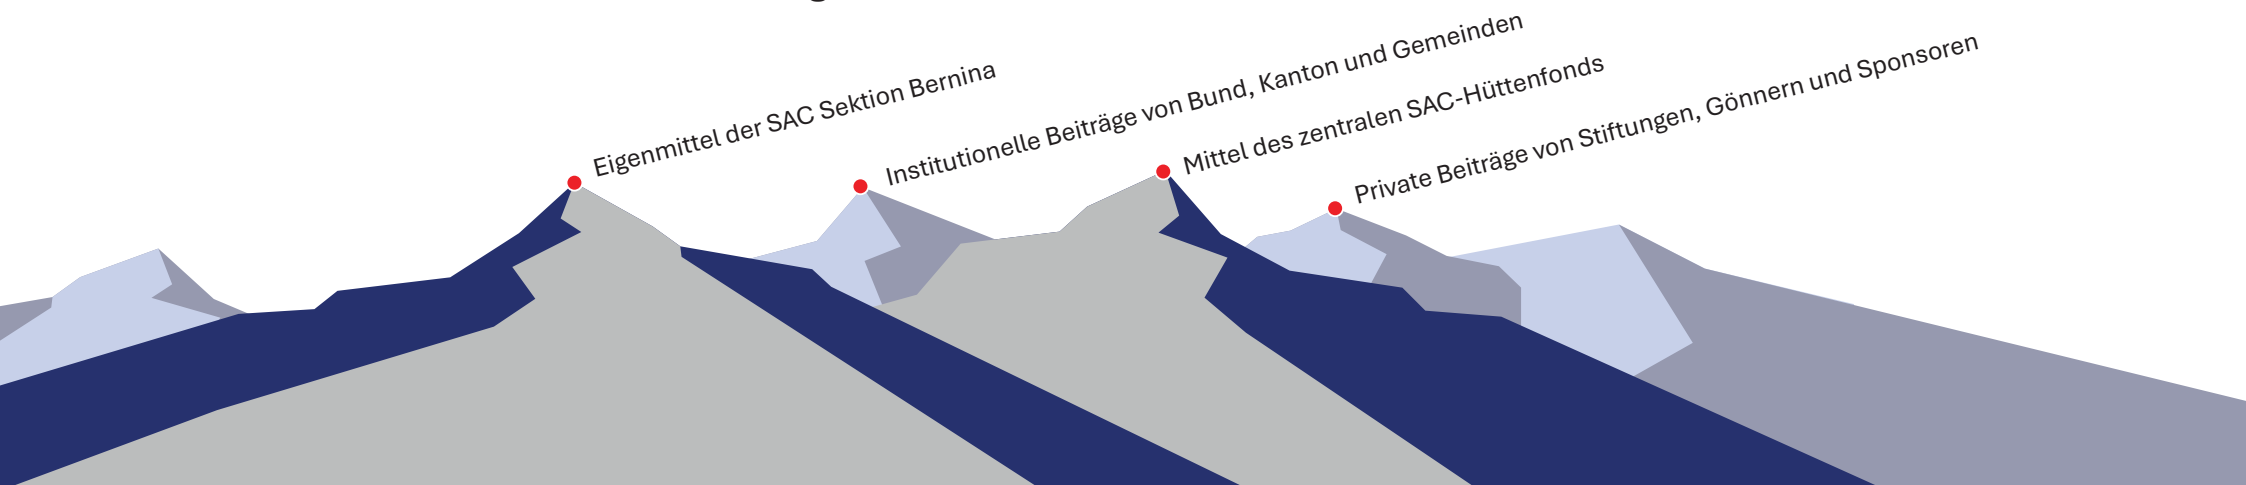 Eigenmittel der SAC Sektion Bernina
Institutionelle Beiträge von Bund, Kanton und Gemeinden
Mittel des zentralen SAC-Hüttenfonds
Private Beiträge von Stiftungen, Gönnern und Sponsoren